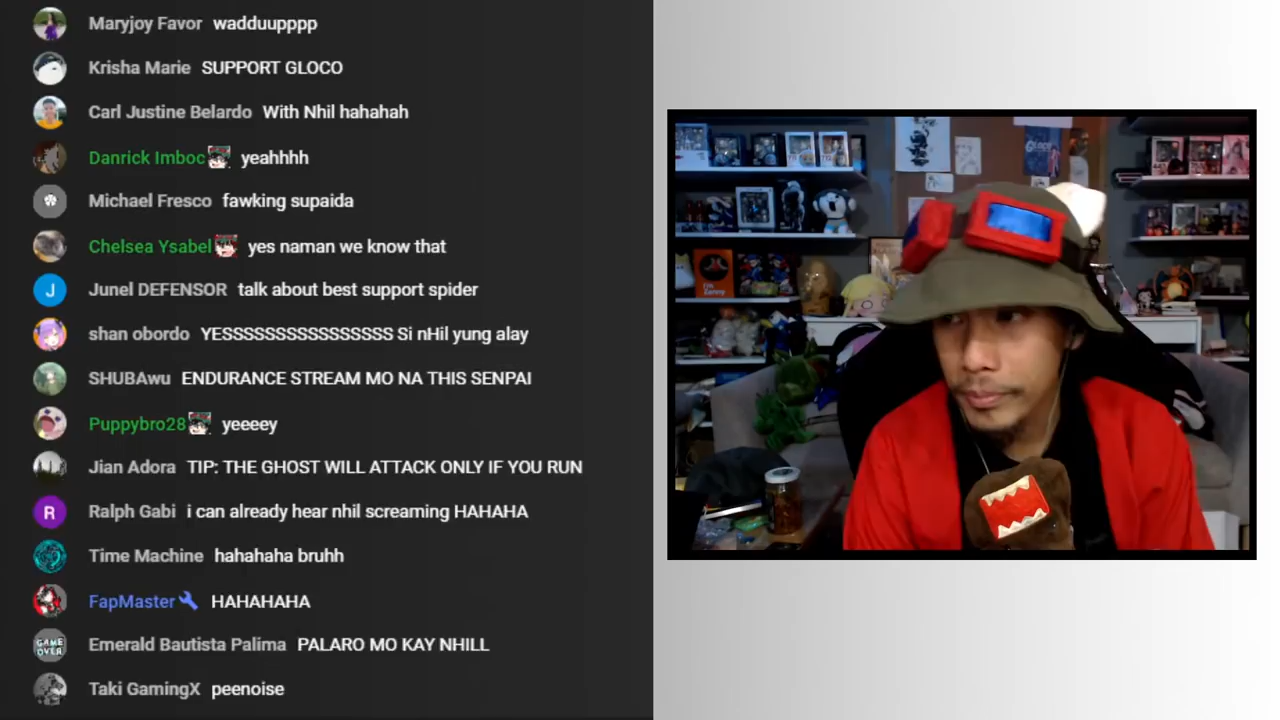 Maryjoy Favor wadduupppp
Krisha Marie SUPPORT GLOCO
Carl Justine Belardo With Nhil hahahah
Danrick Imboc yeahhhh
Michael Fresco fawking supaida
Chelsea Ysabel yes naman we know that
Junel DEFENSOR talk about best support spider
J
shan obordo YESSSSSSSSSSSSSSSS Si nHil yung alay
SHUBAwu ENDURANCE STREAM MO NA THIS SENPAI
Puppybro28 yeeeey
Jian Adora TIP: THE GHOST WILL ATTACK ONLY IF YOU RUN
R
Ralph Gabi i can already hear nhil screaming HAHAHA
Time Machine hahahaha bruhh
FapMaster HAHAHAHA
GAME OVER
Emerald Bautista Palima PALARO MO KAY NHILL
Taki GamingX peenoise